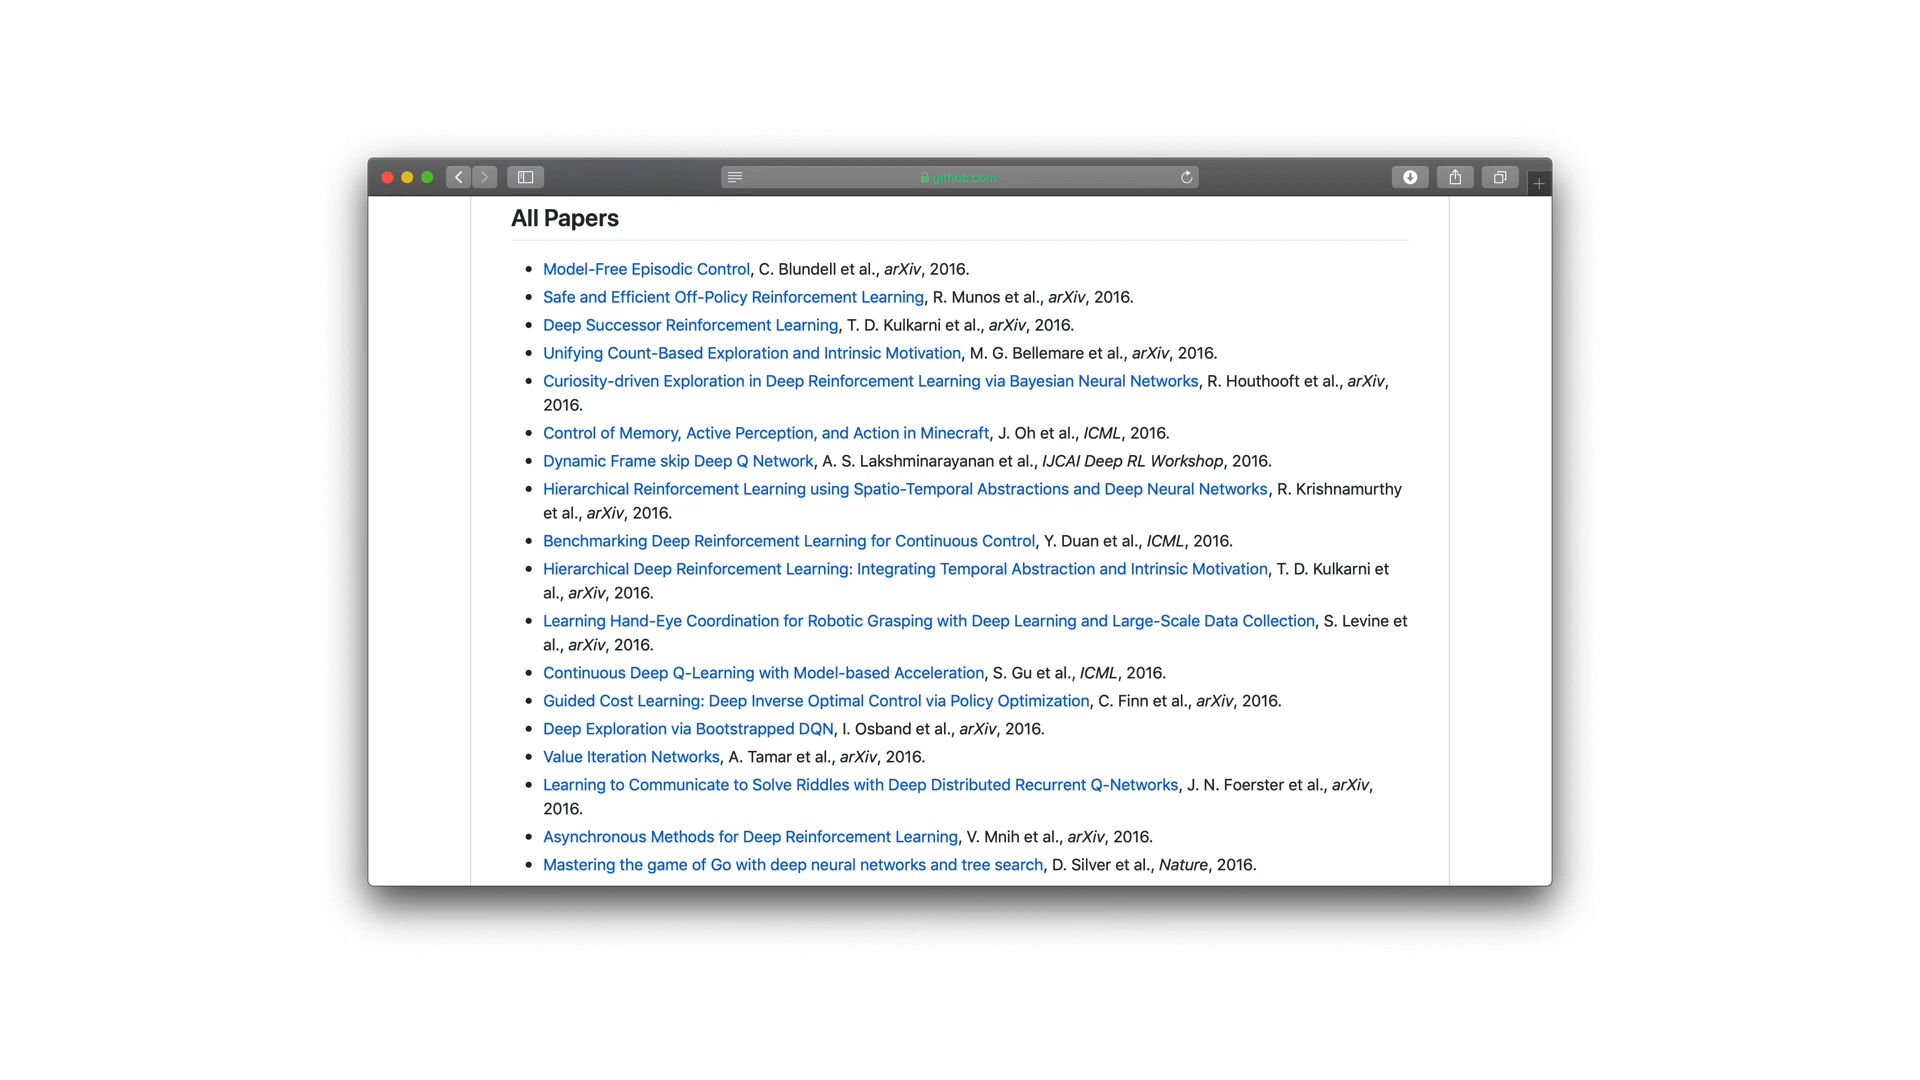 github.com
All Papers
Model-Free Episodic Control, C. Blundell et al., arXiv, 2016.
Safe and Efficient Off-Policy Reinforcement Learning, R. Munos et al., arXiv, 2016.
Deep Successor Reinforcement Learning, T. D. Kulkarni et al., arXiv, 2016.
Unifying Count-Based Exploration and Intrinsic Motivation, M. G. Bellemare et al., arXiv, 2016.
Curiosity-driven Exploration in Deep Reinforcement Learning via Bayesian Neural Networks, R. Houthooft et al., arXiv,
2016.
Control of Memory, Active Perception, and Action in Minecraft, J. Oh et al., ICML, 2016.
Dynamic Frame skip Deep Q Network, A. S. Lakshminarayanan et al., IJCAI Deep RL Workshop, 2016.
Hierarchical Reinforcement Learning using Spatio-Temporal Abstractions and Deep Neural Networks, R. Krishnamurthy
et al., arXiv, 2016.
Benchmarking Deep Reinforcement Learning for Continuous Control, Y. Duan et al., ICML, 2016.
Hierarchical Deep Reinforcement Learning: Integrating Temporal Abstraction and Intrinsic Motivation, T. D. Kulkarni et
al., arXiv, 2016.
Learning Hand-Eye Coordination for Robotic Grasping with Deep Learning and Large-Scale Data Collection, S. Levine et
al., arXiv, 2016.
Continuous Deep Q-Learning with Model-based Acceleration, S. Gu et al., ICML, 2016.
Guided Cost Learning: Deep Inverse Optimal Control via Policy Optimization, C. Finn et al., arXiv, 2016.
Deep Exploration via Bootstrapped DQN, I. Osband et al., arXiv, 2016.
Value Iteration Networks, A. Tamar et al., arXiv, 2016.
Learning to Communicate to Solve Riddles with Deep Distributed Recurrent Q-Networks, J. N. Foerster et al., arXiv,
2016.
Asynchronous Methods for Deep Reinforcement Learning, V. Mnih et al., arXiv, 2016.
Mastering the game of Go with deep neural networks and tree search, D. Silver et al., Nature, 2016.